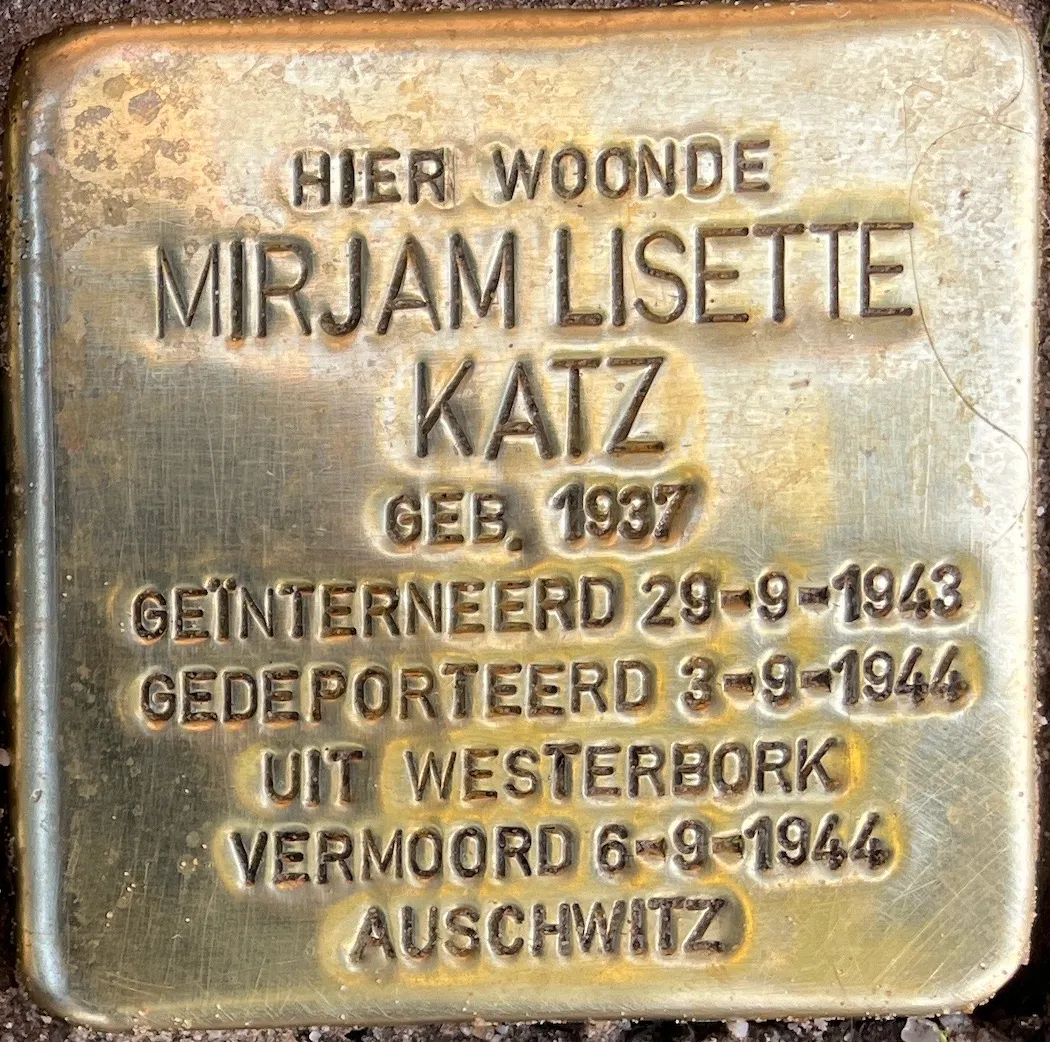 HIER WOONDE
MIRJAM LISETTE
KATZ
GEB. 1937
GEÏNTERNEERD 29-9-1943
GEDEPORTEERD 3-9-1944
UIT WESTERBORK
VERMOORD 6-9-1944
AUSCHWITZ